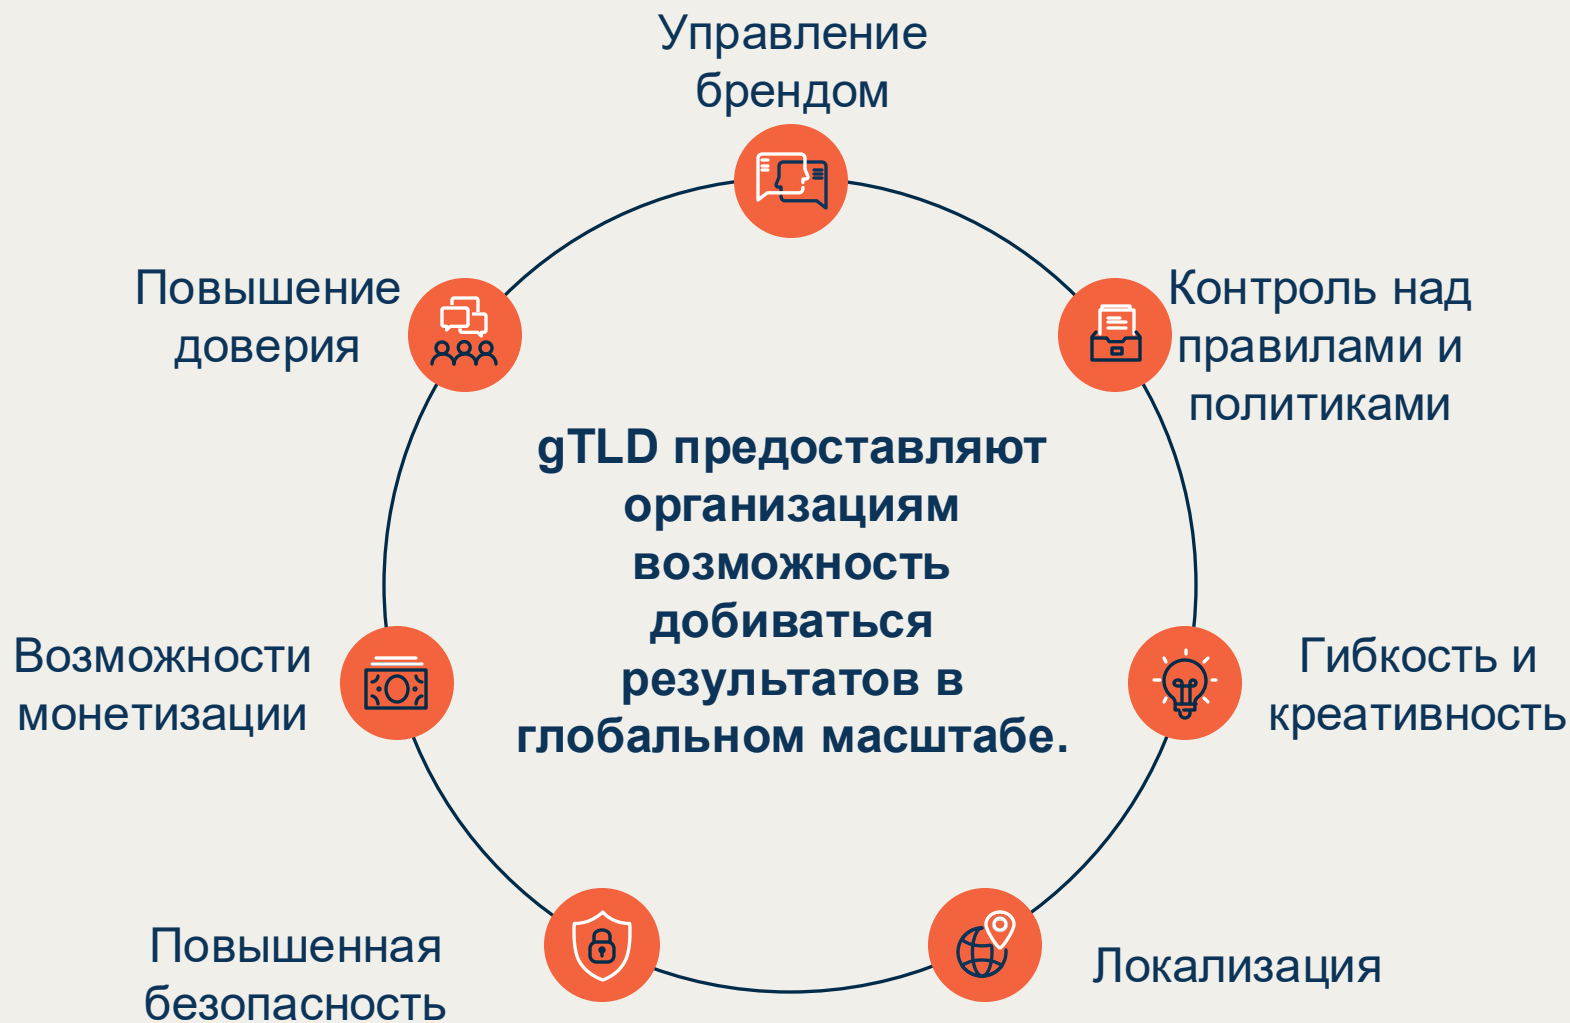 Управление
брендом
Повышение
доверия
Контроль над
правилами и
политиками
gTLD предоставляют
организациям
возможность
добиваться
результатов в
глобальном масштабе.
Возможности
монетизации
Гибкость и
креативность
Повышенная
безопасность
Локализация